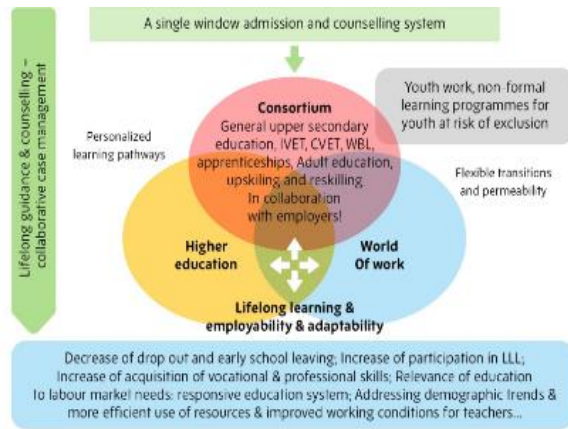 A single window admission and counselling system
Lifelong guidance & counselling –
collaborative case management
Consortium
General upper secondary
education, IVET, CVET, WBL,
apprenticeships, Adult education,
upskiling and reskilling.
In collaboration
with employers!
Youth work, non-formal
learning programmes for
youth at risk of exclusion
Personalized
learning pathways
Flexible transitions
and permeability
Higher
education
World
Of work
Lifelong learning &
employability & adaptability
Decrease of drop out and early school leaving; Increase of participation in LLL;
Increase of acquisition of vocational & professional skills; Relevance of education
to labour market needs: responsive education system; Addressing demographic trends &
more efficient use of resources & improved working conditions for teachers...